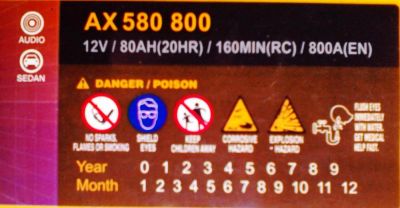 AX 580 800
AUDIO
12V / 80AH(20HR) / 160MIN(RC) / 800A(EN)
SEDAN
DANGER / POISON
NO SPARKS, FLAMES OR SMOKING
SHIELD EYES
KEEP CHILDREN AWAY
CORROSIVE HAZARD
EXPLOSION HAZARD
FLUSH EYES
IMMEDIATELY
WITH WATER.
GET MEDICAL
HELP FAST.
Year 0 1 2 3 4 5 6 7 8 9
Month 1 2 3 4 5 6 7 8 9 10 11 12